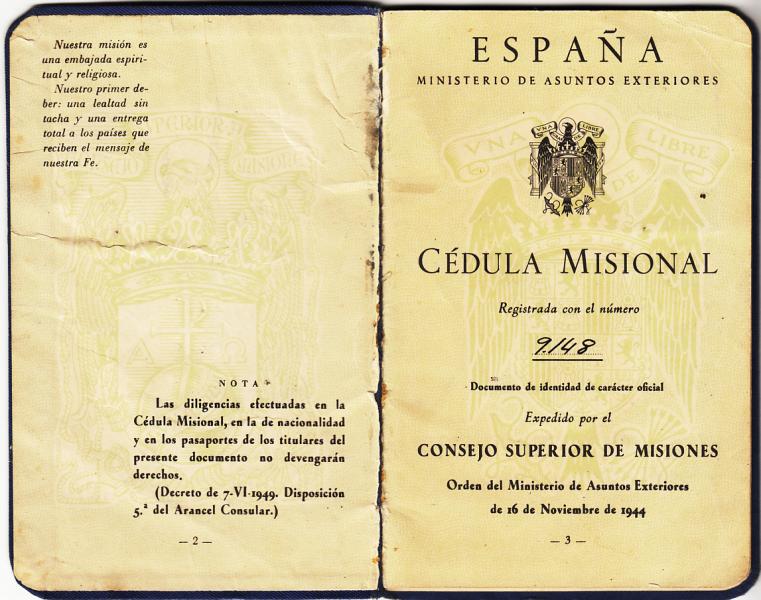 Nuestra misión es
una embajada espiri-
tual y religiosa.
Nuestro primer de-
ber: una lealtad sin
tacha y una entrega
total a los países que
reciben el mensaje de
nuestra Fe.
NOTA
Las diligencias efectuadas en la
Cédula Misional, en la de nacionalidad
y en los pasaportes de los titulares del
presente documento no devengarán
derechos.
(Decreto de 7-VI-1949. Disposición
5.ª del Arancel Consular.)
— 2 —
ESPAÑA
MINISTERIO DE ASUNTOS EXTERIORES
VNA
LIBRE
VNA
LIBRE
DE
CÉDULA MISIONAL
Registrada con el número
9.148
Documento de identidad de carácter oficial
Expedido por el
CONSEJO SUPERIOR DE MISIONES
Orden del Ministerio de Asuntos Exteriores
de 16 de Noviembre de 1944
— 3 —